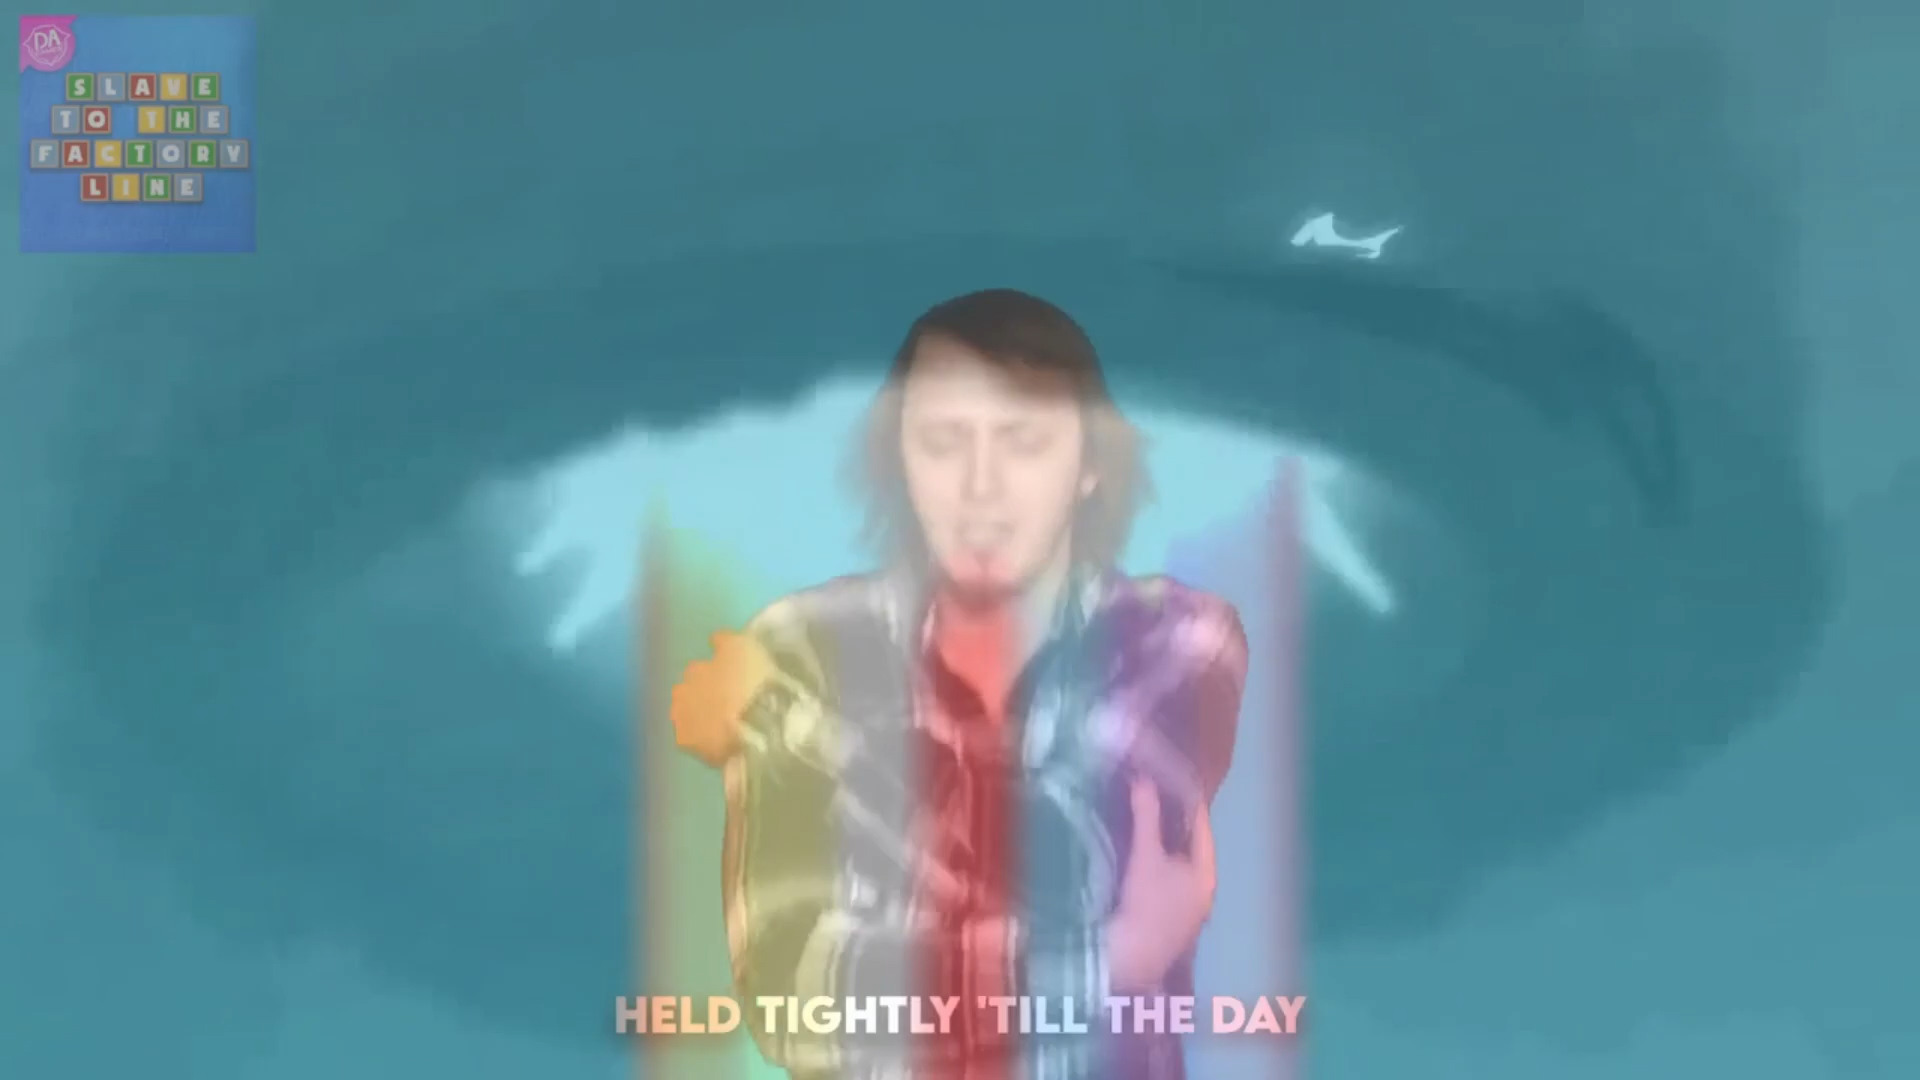 DA
SLAVE
TO THE
FACTORY
LINE
HELD TIGHTLY 'TILL THE DAY